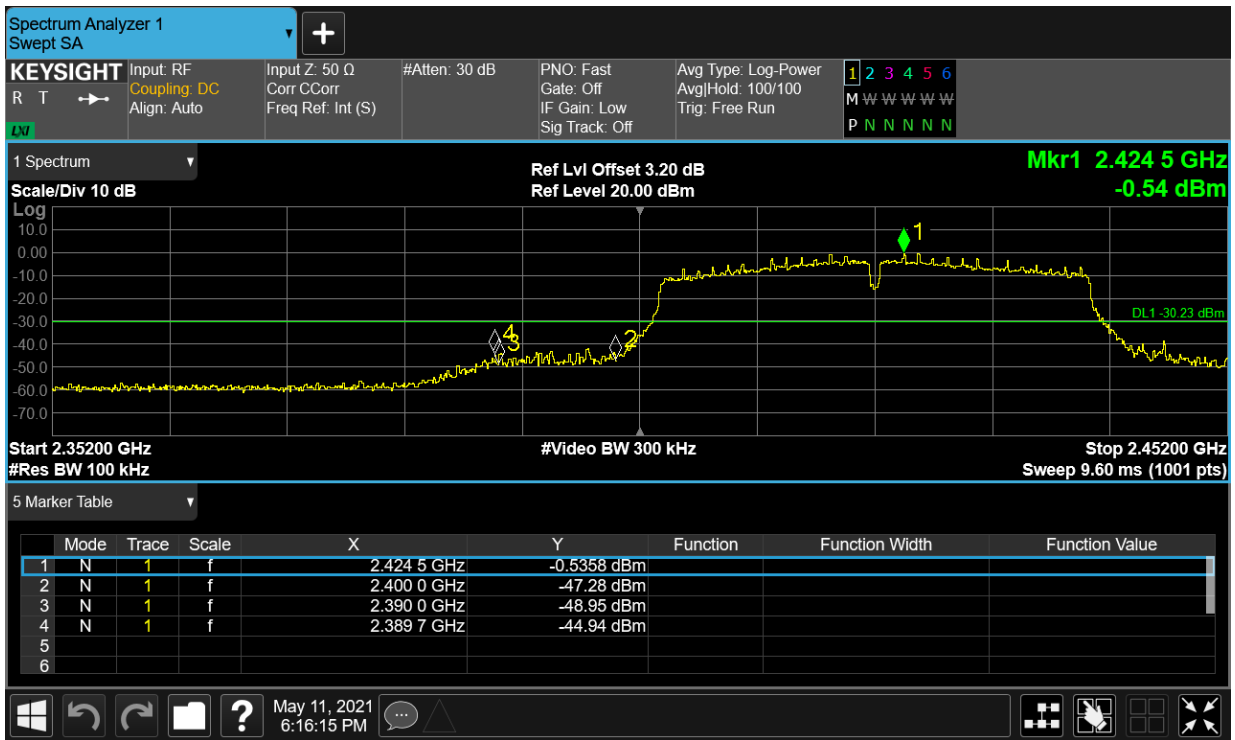 Spectrum Analyzer 1
Swept SA
+
KEYSIGHT
R T
LXI
Input: RF
Coupling: DC
Align: Auto
Input Z: 50 Ω
Corr CCorr
Freq Ref: Int (S)
#Atten: 30 dB
PNO: Fast
Gate: Off
IF Gain: Low
Sig Track: Off
Avg Type: Log-Power
Avg|Hold: 100/100
Trig: Free Run
1 2 3 4 5 6
M W W W W W
P N N N N N
1 Spectrum
Scale/Div 10 dB
Ref Lvl Offset 3.20 dB
Ref Level 20.00 dBm
Mkr1 2.424 5 GHz
-0.54 dBm
Log
10.0
0.00
-10.0
-20.0
-30.0
-40.0
-50.0
-60.0
-70.0
1
DL1 -30.23 dBm
4
3
2
Start 2.35200 GHz
#Res BW 100 kHz
#Video BW 300 kHz
Stop 2.45200 GHz
Sweep 9.60 ms (1001 pts)
5 Marker Table
Mode Trace Scale X Y Function Function Width Function Value
1 N 1 f 2.424 5 GHz -0.5358 dBm
2 N 1 f 2.400 0 GHz -47.28 dBm
3 N 1 f 2.390 0 GHz -48.95 dBm
4 N 1 f 2.389 7 GHz -44.94 dBm
5
6
?
May 11, 2021
6:16:15 PM